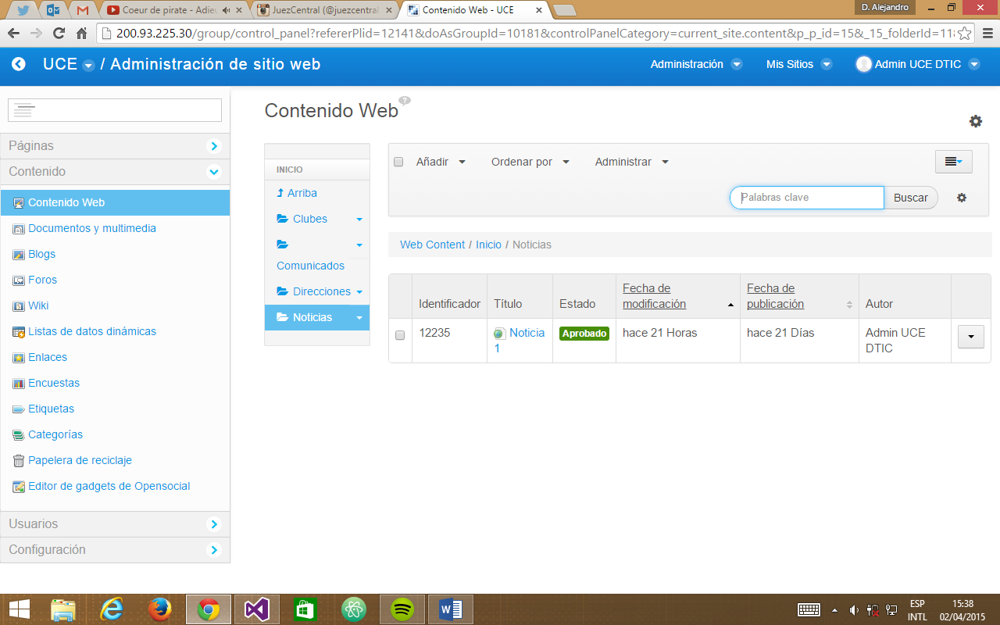 Coeur de pirate - Adieu
JuezCentral (@juezcentral
Contenido Web - UCE
D. Alejandro
200.93.225.30/group/control_panel?refererPlid=12141&doAsGroupId=10181&controlPanelCategory=current_site.content&p_p_id=15&_15_folderId=118
UCE / Administración de sitio web
Administración
Mis Sitios
Admin UCE DTIC
Páginas
Contenido
Contenido Web
Documentos y multimedia
Blogs
Foros
Wiki
Listas de datos dinámicas
Enlaces
Encuestas
Etiquetas
Categorías
Papelera de reciclaje
Editor de gadgets de Opensocial
Usuarios
Configuración
Contenido Web
INICIO
Arriba
Clubes
Comunicados
Direcciones
Noticias
Añadir
Ordenar por
Administrar
Palabras clave
Buscar
Web Content / Inicio / Noticias
Identificador
Título
Estado
Fecha de
modificación
Fecha de
publicación
Autor
12235
Noticia
1
Aprobado
hace 21 Horas
hace 21 Días
Admin UCE
DTIC
ESP
INTL
15:38
02/04/2015